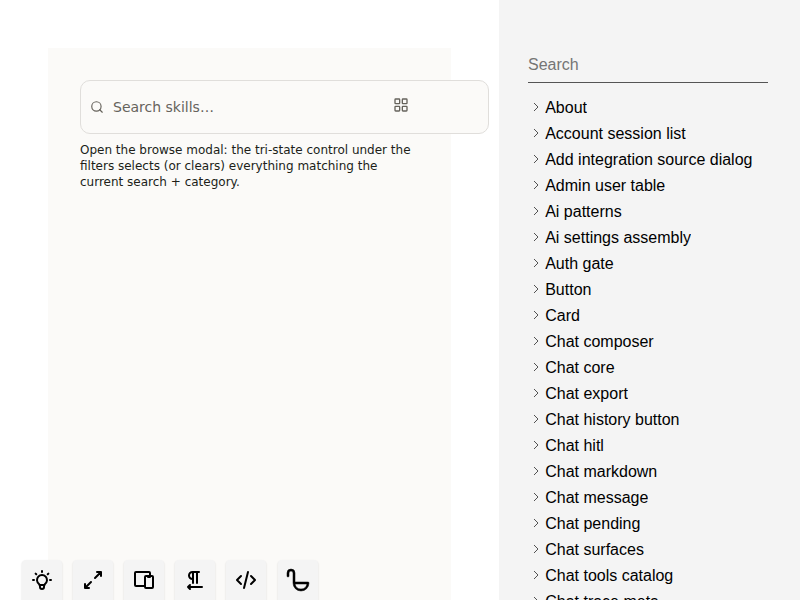 Search skills...
Open the browse modal: the tri-state control under the
filters selects (or clears) everything matching the
current search + category.
Search
About
Account session list
Add integration source dialog
Admin user table
Ai patterns
Ai settings assembly
Auth gate
Button
Card
Chat composer
Chat core
Chat export
Chat history button
Chat hitl
Chat markdown
Chat message
Chat pending
Chat surfaces
Chat tools catalog
Chat trace meta